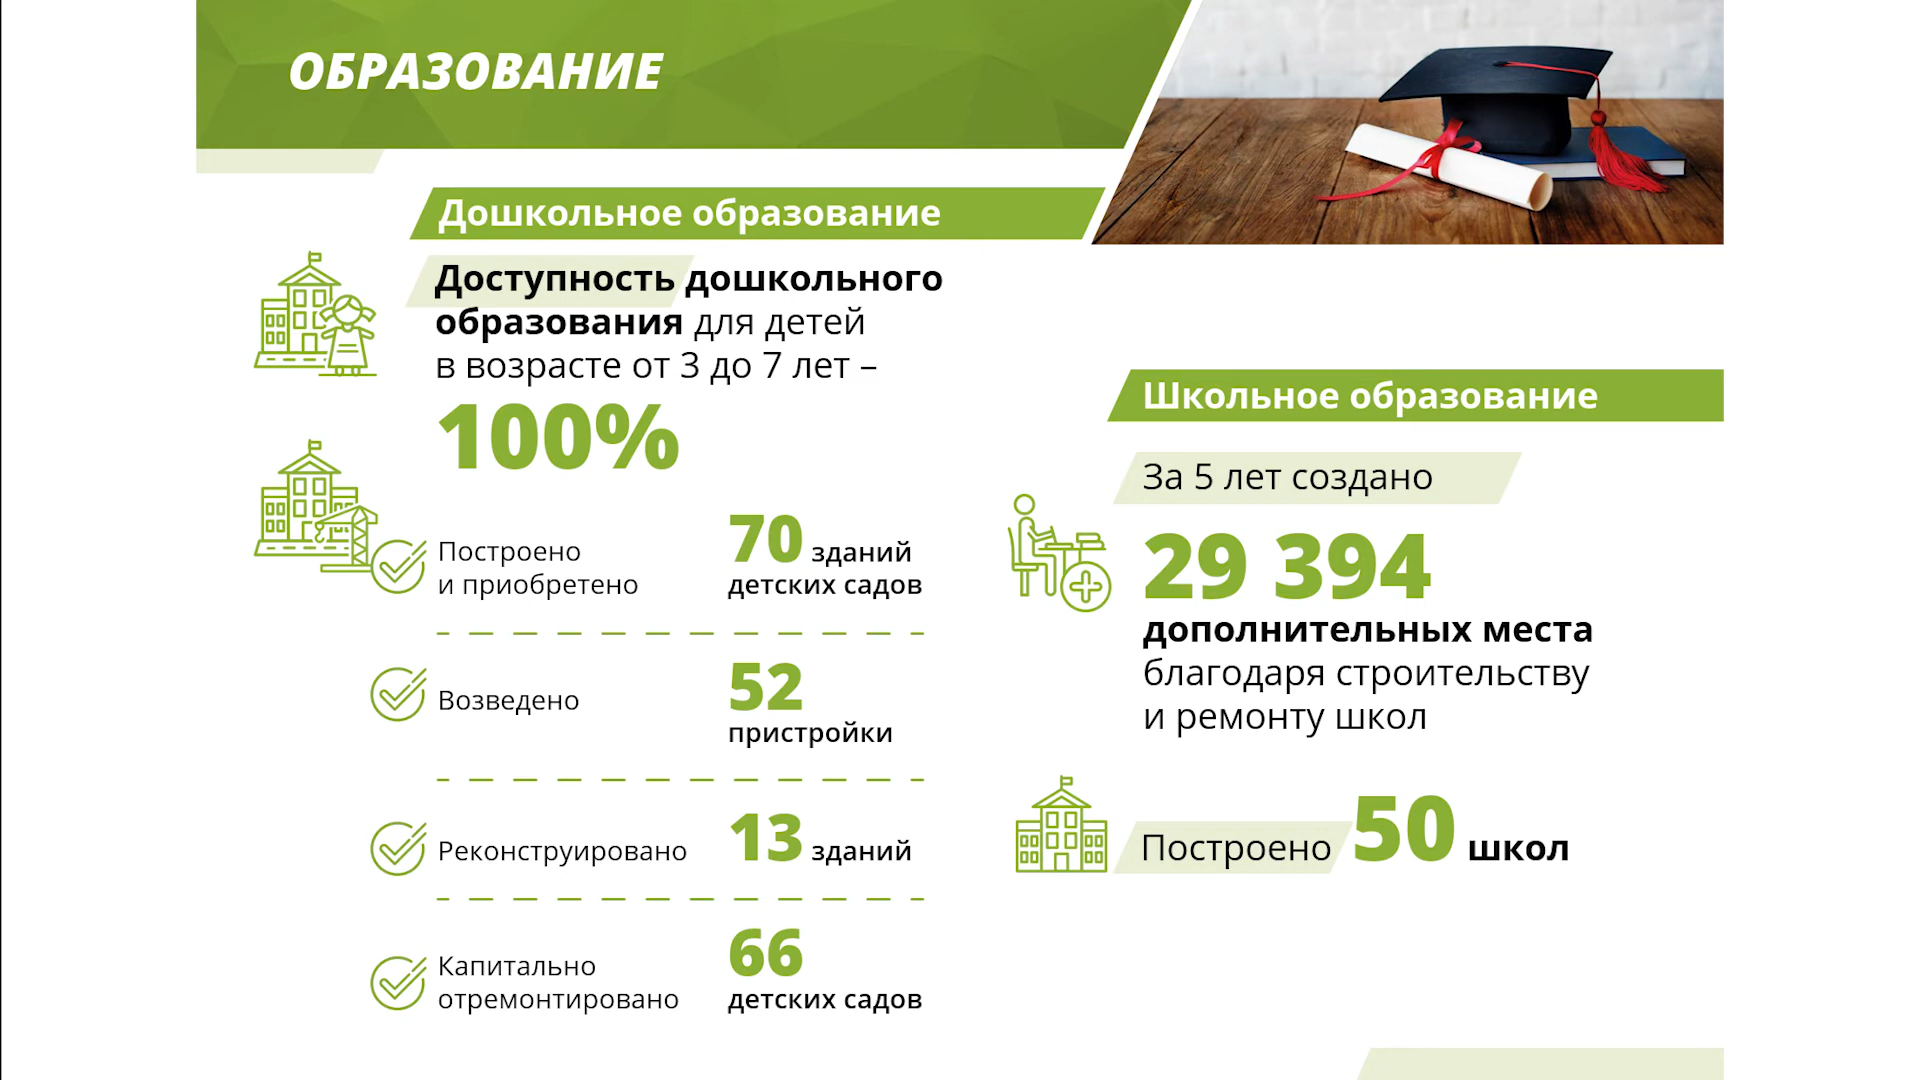 ОБРАЗОВАНИЕ
Дошкольное образование
Доступность дошкольного
образования для детей
в возрасте от 3 до 7 лет –
100%
Построено
и приобретено
70 зданий
детских садов
Возведено
52
пристройки
Реконструировано
13 зданий
Капитально
отремонтировано
66
детских садов
Школьное образование
За 5 лет создано
29 394
дополнительных места
благодаря строительству
и ремонту школ
Построено 50 школ